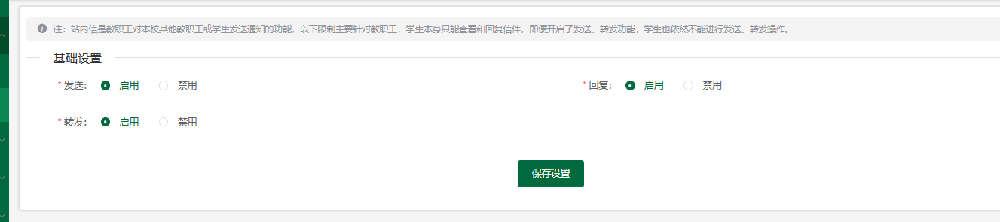 注：站内信是教职工对本校其他教职工或学生发送通知的功能，以下限制主要针对教职工，学生本身只能查看和回复信件，即便开启了发送、转发功能，学生也依然不能进行发送、转发操作。
基础设置
* 发送： 启用 禁用 * 回复： 启用 禁用
* 转发： 启用 禁用
保存设置